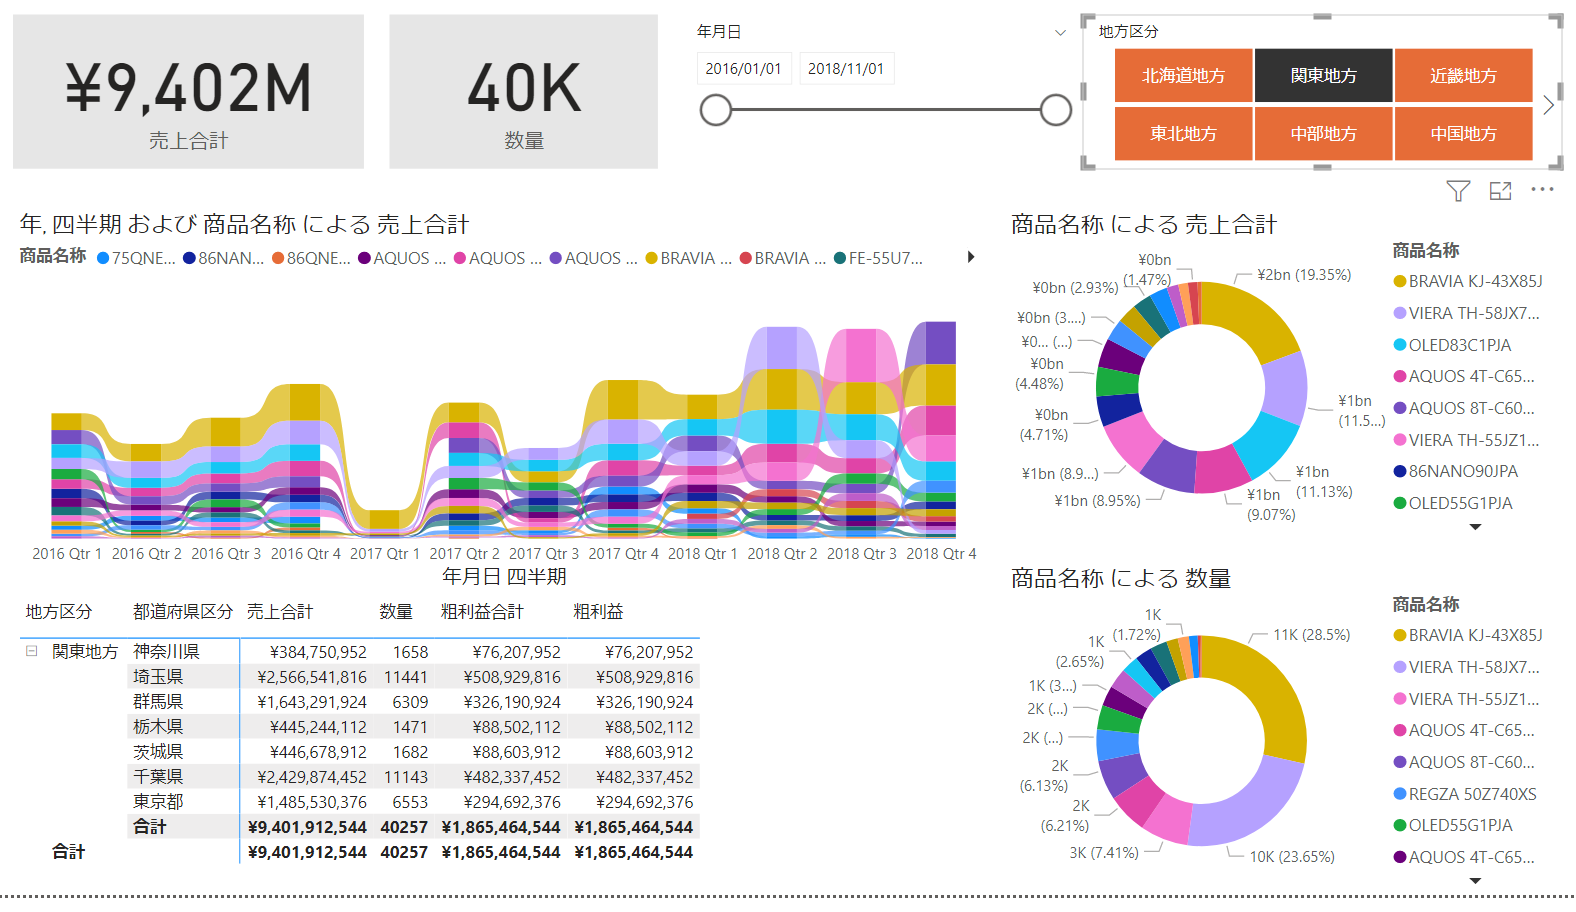 ¥9,402M
売上合計
40K
数量
年月日
2016/01/01
2018/11/01
地方区分
北海道地方
関東地方
近畿地方
東北地方
中部地方
中国地方
年, 四半期 および 商品名称 による 売上合計
商品名称 75QNE... 86NAN... 86QNE... AQUOS ... AQUOS ... AQUOS ... BRAVIA ... BRAVIA ... FE-55U7...
2016 Qtr 1 2016 Qtr 2 2016 Qtr 3 2016 Qtr 4 2017 Qtr 1 2017 Qtr 2 2017 Qtr 3 2017 Qtr 4 2018 Qtr 1 2018 Qtr 2 2018 Qtr 3 2018 Qtr 4
年月日 四半期
商品名称 による 売上合計
¥2bn (19.35%)
¥1bn
(11.5...)
¥1bn
(11.13%)
¥1bn
(9.07%)
¥1bn (8.95%)
¥1bn (8.9...)
¥0bn
(4.71%)
¥0bn
(4.48%)
¥0... (...)
¥0bn (3....)
¥0bn (2.93%)
¥0bn
(1.47%)
商品名称
BRAVIA KJ-43X85J
VIERA TH-58JX7...
OLED83C1PJA
AQUOS 4T-C65...
AQUOS 8T-C60...
VIERA TH-55JZ1...
86NANO90JPA
OLED55G1PJA
地方区分 都道府県区分 売上合計 数量 粗利益合計 粗利益
関東地方 神奈川県 ¥384,750,952 1658 ¥76,207,952 ¥76,207,952
埼玉県 ¥2,566,541,816 11441 ¥508,929,816 ¥508,929,816
群馬県 ¥1,643,291,924 6309 ¥326,190,924 ¥326,190,924
栃木県 ¥445,244,112 1471 ¥88,502,112 ¥88,502,112
茨城県 ¥446,678,912 1682 ¥88,603,912 ¥88,603,912
千葉県 ¥2,429,874,452 11143 ¥482,337,452 ¥482,337,452
東京都 ¥1,485,530,376 6553 ¥294,692,376 ¥294,692,376
合計 ¥9,401,912,544 40257 ¥1,865,464,544 ¥1,865,464,544
合計 ¥9,401,912,544 40257 ¥1,865,464,544 ¥1,865,464,544
商品名称 による 数量
11K (28.5%)
10K (23.65%)
3K (7.41%)
2K
(6.21%)
2K
(6.13%)
2K (...)
2K (...)
1K (3...)
1K
(2.65%)
1K
(1.72%)
商品名称
BRAVIA KJ-43X85J
VIERA TH-58JX7...
VIERA TH-55JZ1...
AQUOS 4T-C65...
AQUOS 8T-C60...
REGZA 50Z740XS
OLED55G1PJA
AQUOS 4T-C65...